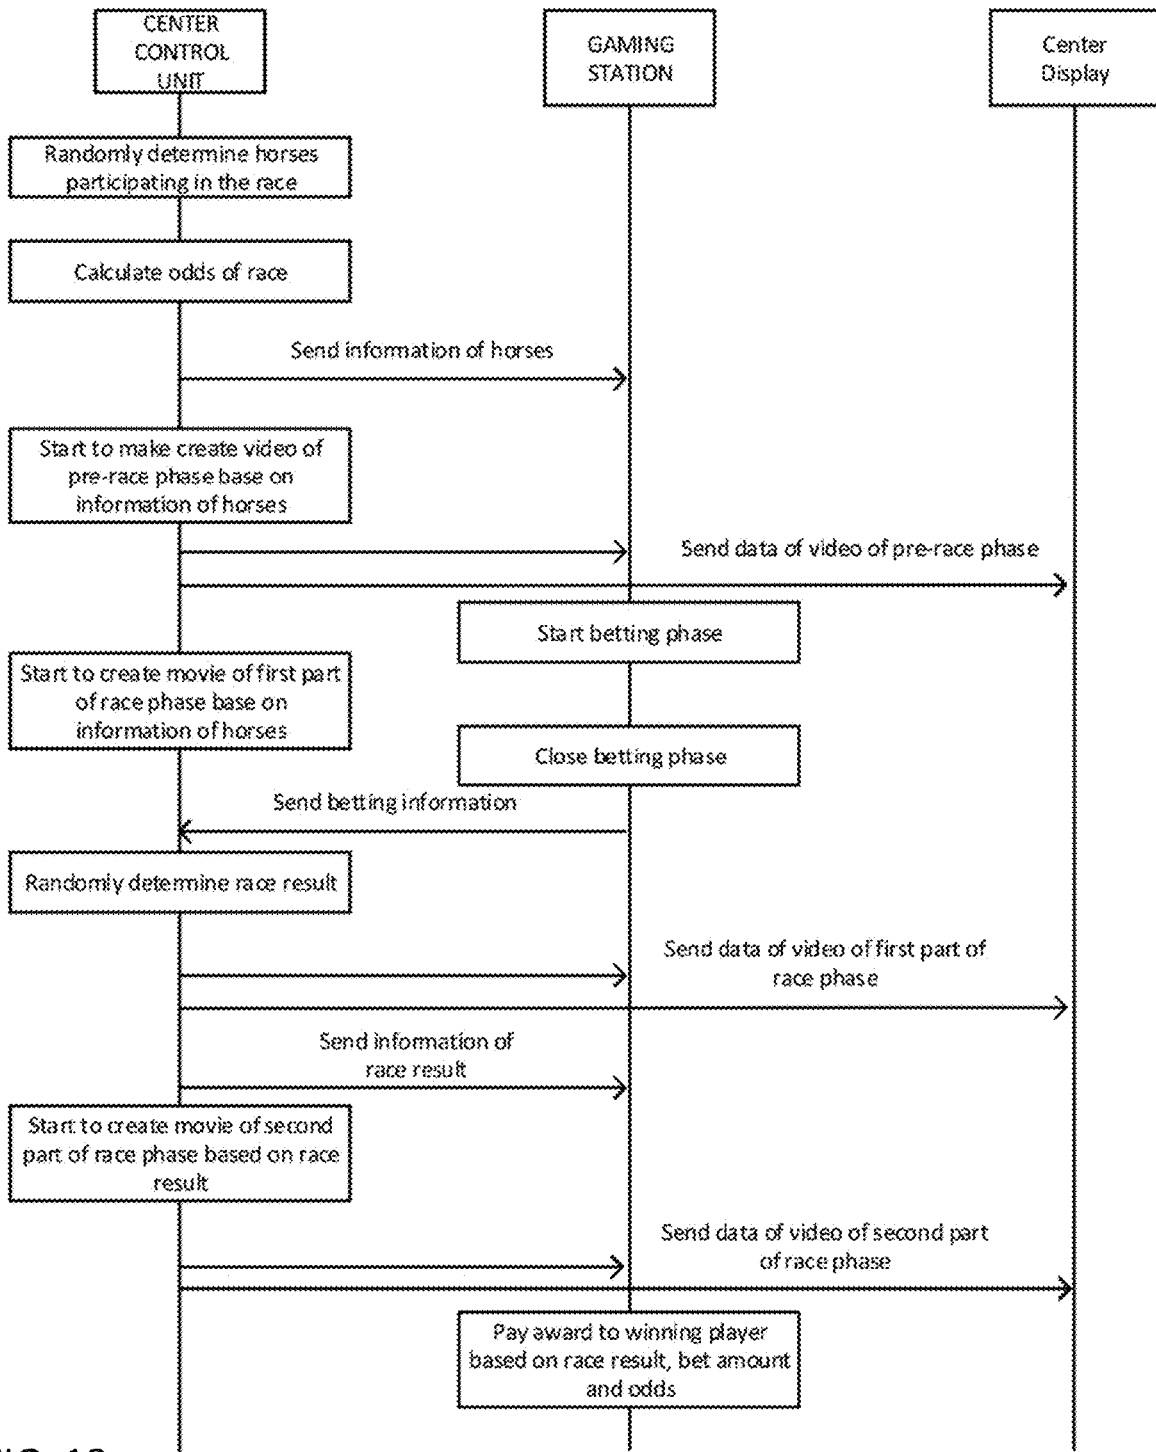 CENTER
CONTROL
UNIT
GAMING
STATION
Center
Display
Randomly determine horses
participating in the race
Calculate odds of race
Send information of horses
Start to make create video of
pre-race phase base on
information of horses
Send data of video of pre-race phase
Start betting phase
Start to create movie of first part
of race phase base on
information of horses
Close betting phase
Send betting information
Randomly determine race result
Send data of video of first part of
race phase
Send information of
race result
Start to create movie of second
part of race phase based on race
result
Send data of video of second part
of race phase
Pay award to winning player
based on race result, bet amount
and odds